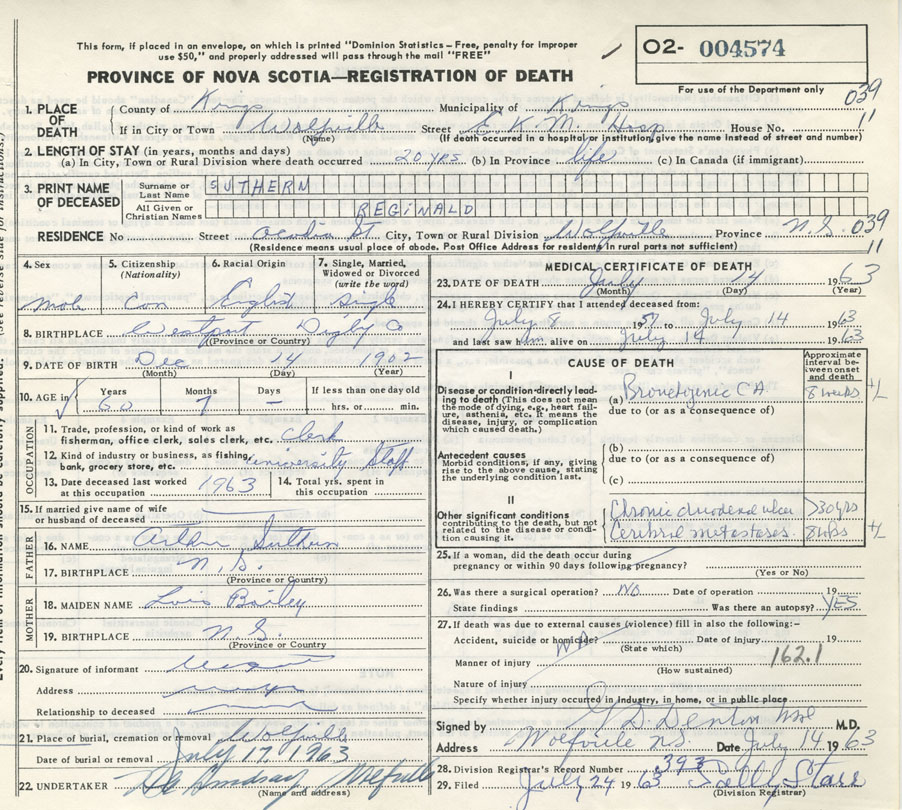 This form, if placed in an envelope, on which is printed "Dominion Statistics – Free, penalty for improper
use $50," and properly addressed will pass through the mail "FREE"
O2- 004574
PROVINCE OF NOVA SCOTIA—REGISTRATION OF DEATH
For use of the Department only
039
11
1. PLACE OF DEATH
County of Kings Municipality of Kings
If in City or Town Wolfville (Name) Street E.K.M. Hosp House No.
(If death occurred in a hospital or institution, give the name instead of street and number)
2. LENGTH OF STAY (in years, months and days)
(a) In City, Town or Rural Division where death occurred 20 yrs (b) In Province life (c) In Canada (if immigrant)
3. PRINT NAME OF DECEASED
Surname or Last Name SUTHERN
All Given or Christian Names REGINALD
RESIDENCE No Street Acadia St. City, Town or Rural Division Wolfville Province N.S. 039
(Residence means usual place of abode. Post Office Address for residents in rural parts not sufficient) 11
4. Sex
male
5. Citizenship (Nationality)
Can
6. Racial Origin
English
7. Single, Married, Widowed or Divorced (write the word)
single
8. BIRTHPLACE Westport Digby Co
(Province or Country)
9. DATE OF BIRTH Dec 14 1902
(Month) (Day) (Year)
10. AGE in
Years Months Days If less than one day old
60 7 – hrs. or min.
OCCUPATION
11. Trade, profession, or kind of work as fisherman, office clerk, sales clerk, etc. Clerk
12. Kind of industry or business, as fishing, bank, grocery store, etc. University Staff
13. Date deceased last worked at this occupation 1963
14. Total yrs. spent in this occupation
15. If married give name of wife or husband of deceased
FATHER
16. NAME Arthur Suthern
17. BIRTHPLACE
(Province or Country)
MOTHER
18. MAIDEN NAME Lois Bailey
19. BIRTHPLACE N.S.
(Province or Country)
20. Signature of informant
Address
Relationship to deceased
21. Place of burial, cremation or removal Wolfville
Date of burial or removal July 17, 1963
22. UNDERTAKER Lindsay, Wolfville
(Name and address)
MEDICAL CERTIFICATE OF DEATH
23. DATE OF DEATH July 14 1963
(Month) (Day) (Year)
24. I HEREBY CERTIFY that I attended deceased from:
July 8 1957 to July 14 1963
and last saw him alive on July 14 1963
CAUSE OF DEATH
Approximate interval between onset and death
I
Disease or condition directly leading to death (This does not mean the mode of dying, e.g., heart failure, asthenia, etc. It means the disease, injury, or complication which caused death.)
(a) Bronchogenic CA 8 weeks +/-
due to (or as a consequence of)
Antecedent causes
Morbid conditions, if any, giving rise to the above cause, stating the underlying condition last.
(b)
due to (or as a consequence of)
(c)
II
Other significant conditions contributing to the death, but not related to the disease or condition causing it.
Chronic duodenal ulcer >30 yrs
Cerebral metastases. 8 wks +/-
25. If a woman, did the death occur during pregnancy or within 90 days following pregnancy?
(Yes or No)
26. Was there a surgical operation? NO Date of operation 19
State findings Was there an autopsy? YES
27. If death was due to external causes (violence) fill in also the following:–
Accident, suicide or homicide? NA Date of injury 19
(State which)
162.1
Manner of injury
(How sustained)
Nature of injury
Specify whether injury occurred in industry, in home, or in public place
Signed by G D. Denton M.D.
Address Wolfville NS. Date July 14 1963
28. Division Registrar's Record Number 393
29. Filed July 24 1963 Sally Starr
(Division Registrar)